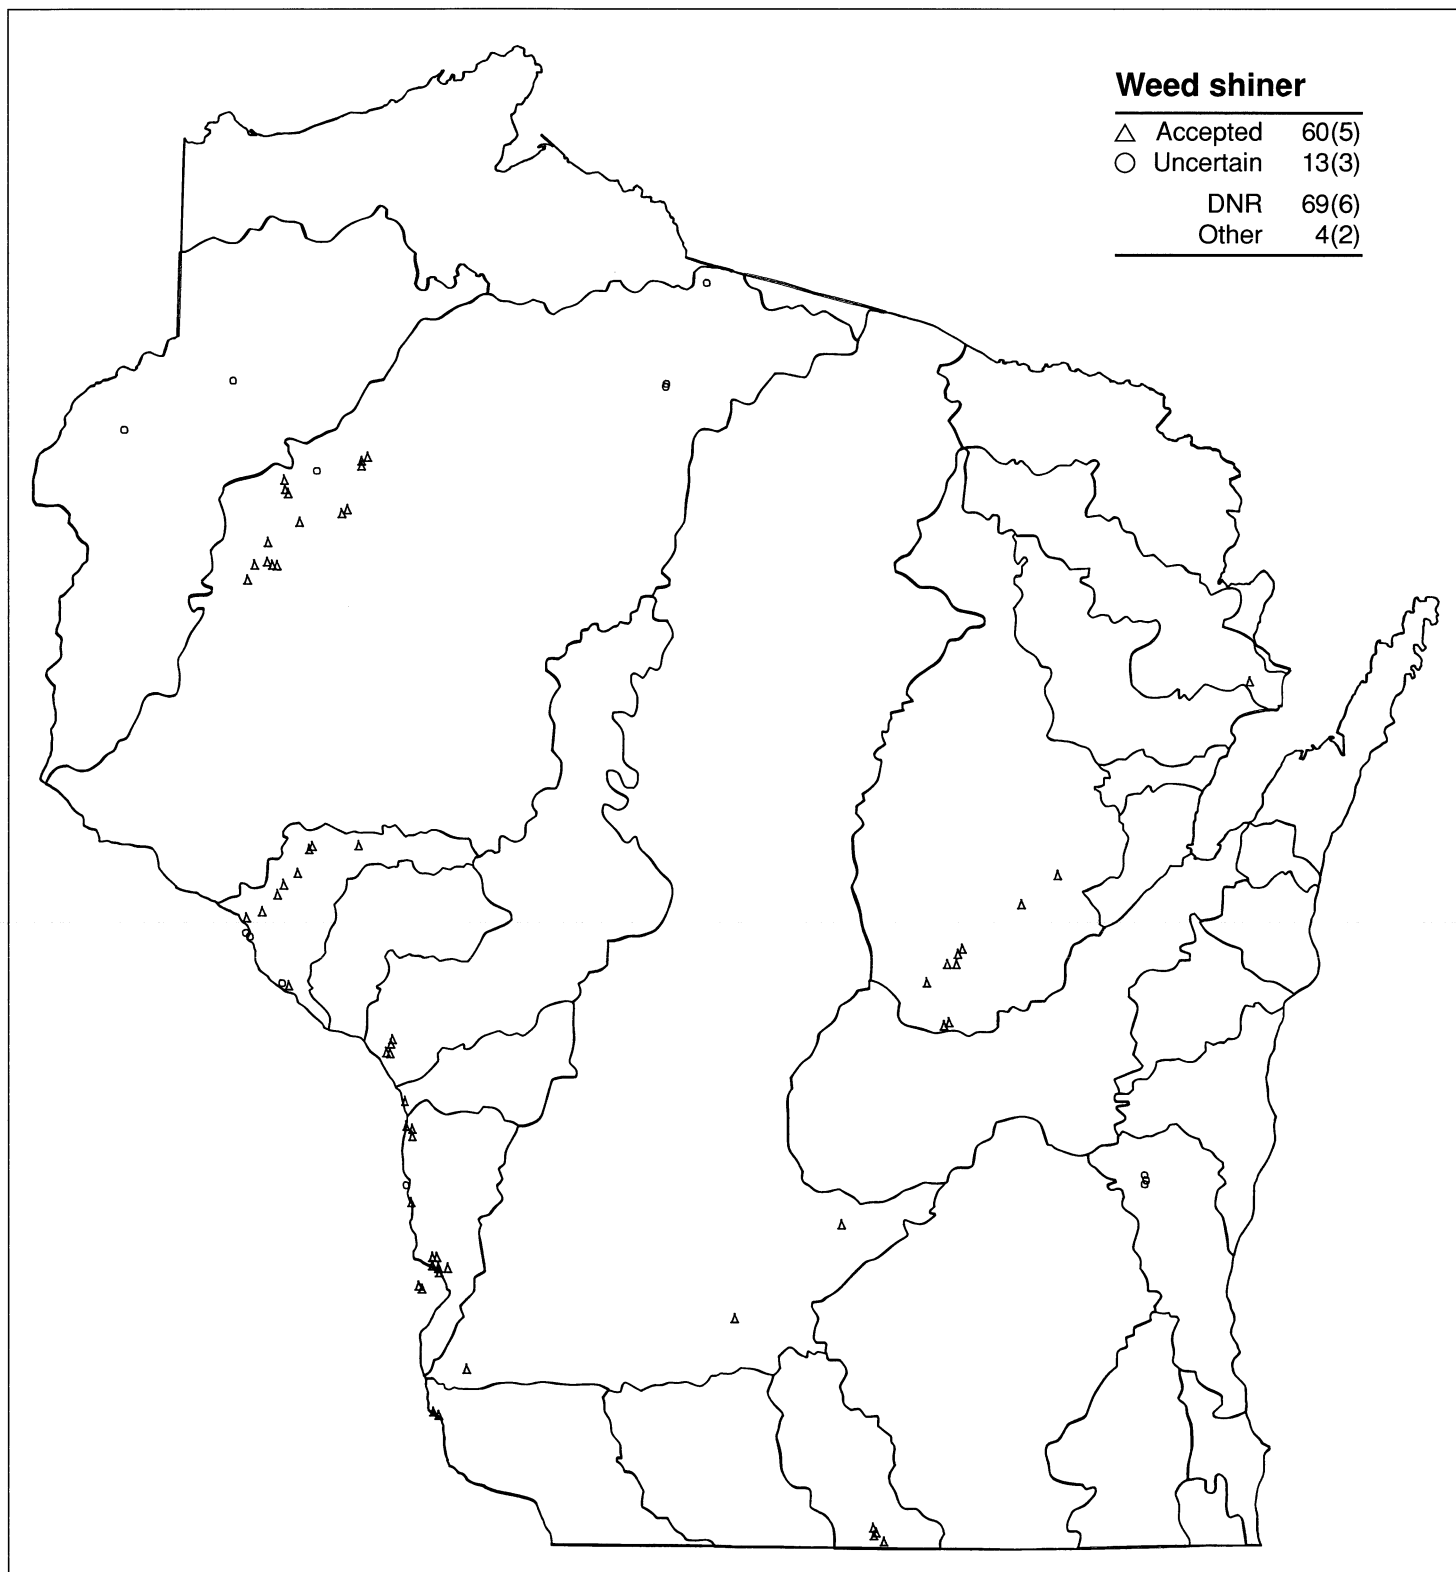 Weed shiner
△ Accepted 60(5)
○ Uncertain 13(3)
DNR 69(6)
Other 4(2)